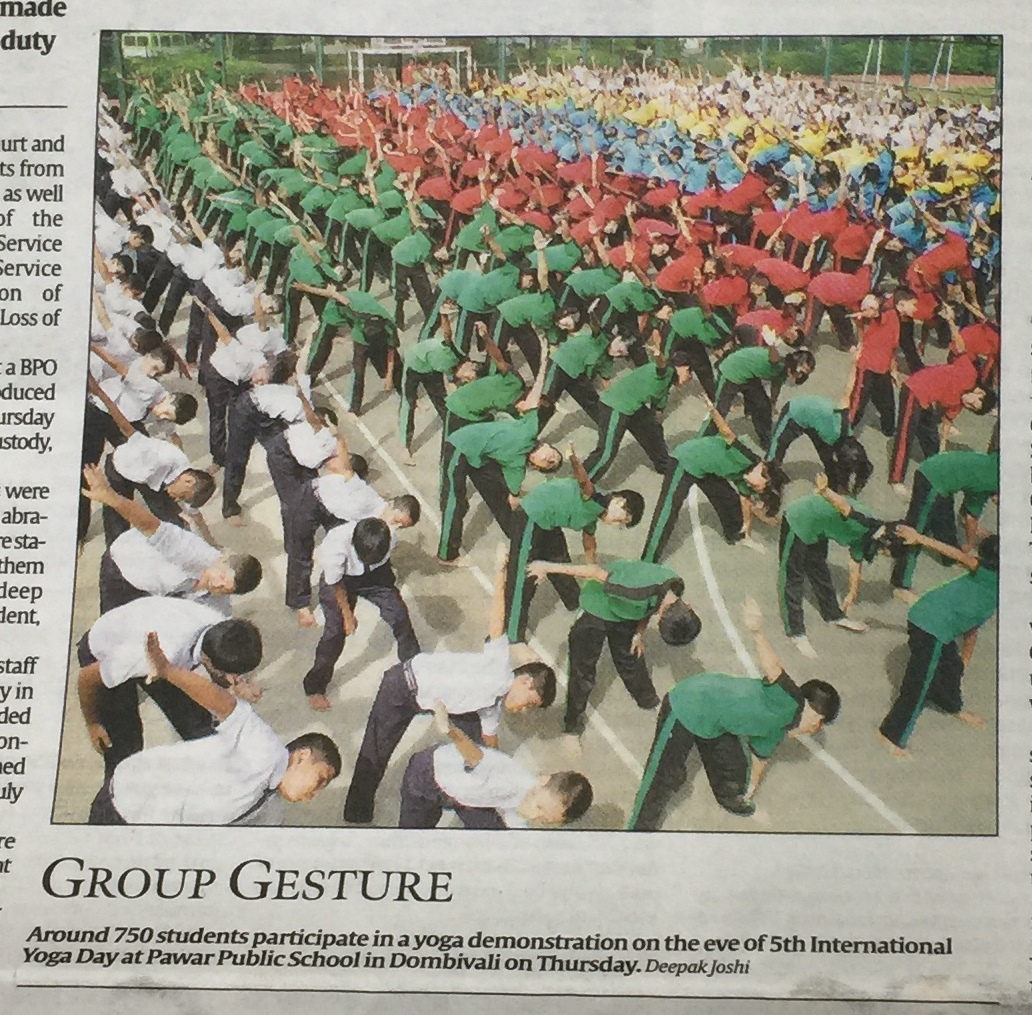 made
duty
urt and
ts from
as well
of the
Service
Service
on of
Loss of
t a BPO
oduced
ursday
ustody,
were
abra-
re sta-
them
deep
dent,
staff
y in
ded
on-
ned
uly
re
nt
GROUP GESTURE
Around 750 students participate in a yoga demonstration on the eve of 5th International
Yoga Day at Pawar Public School in Dombivali on Thursday. Deepak Joshi